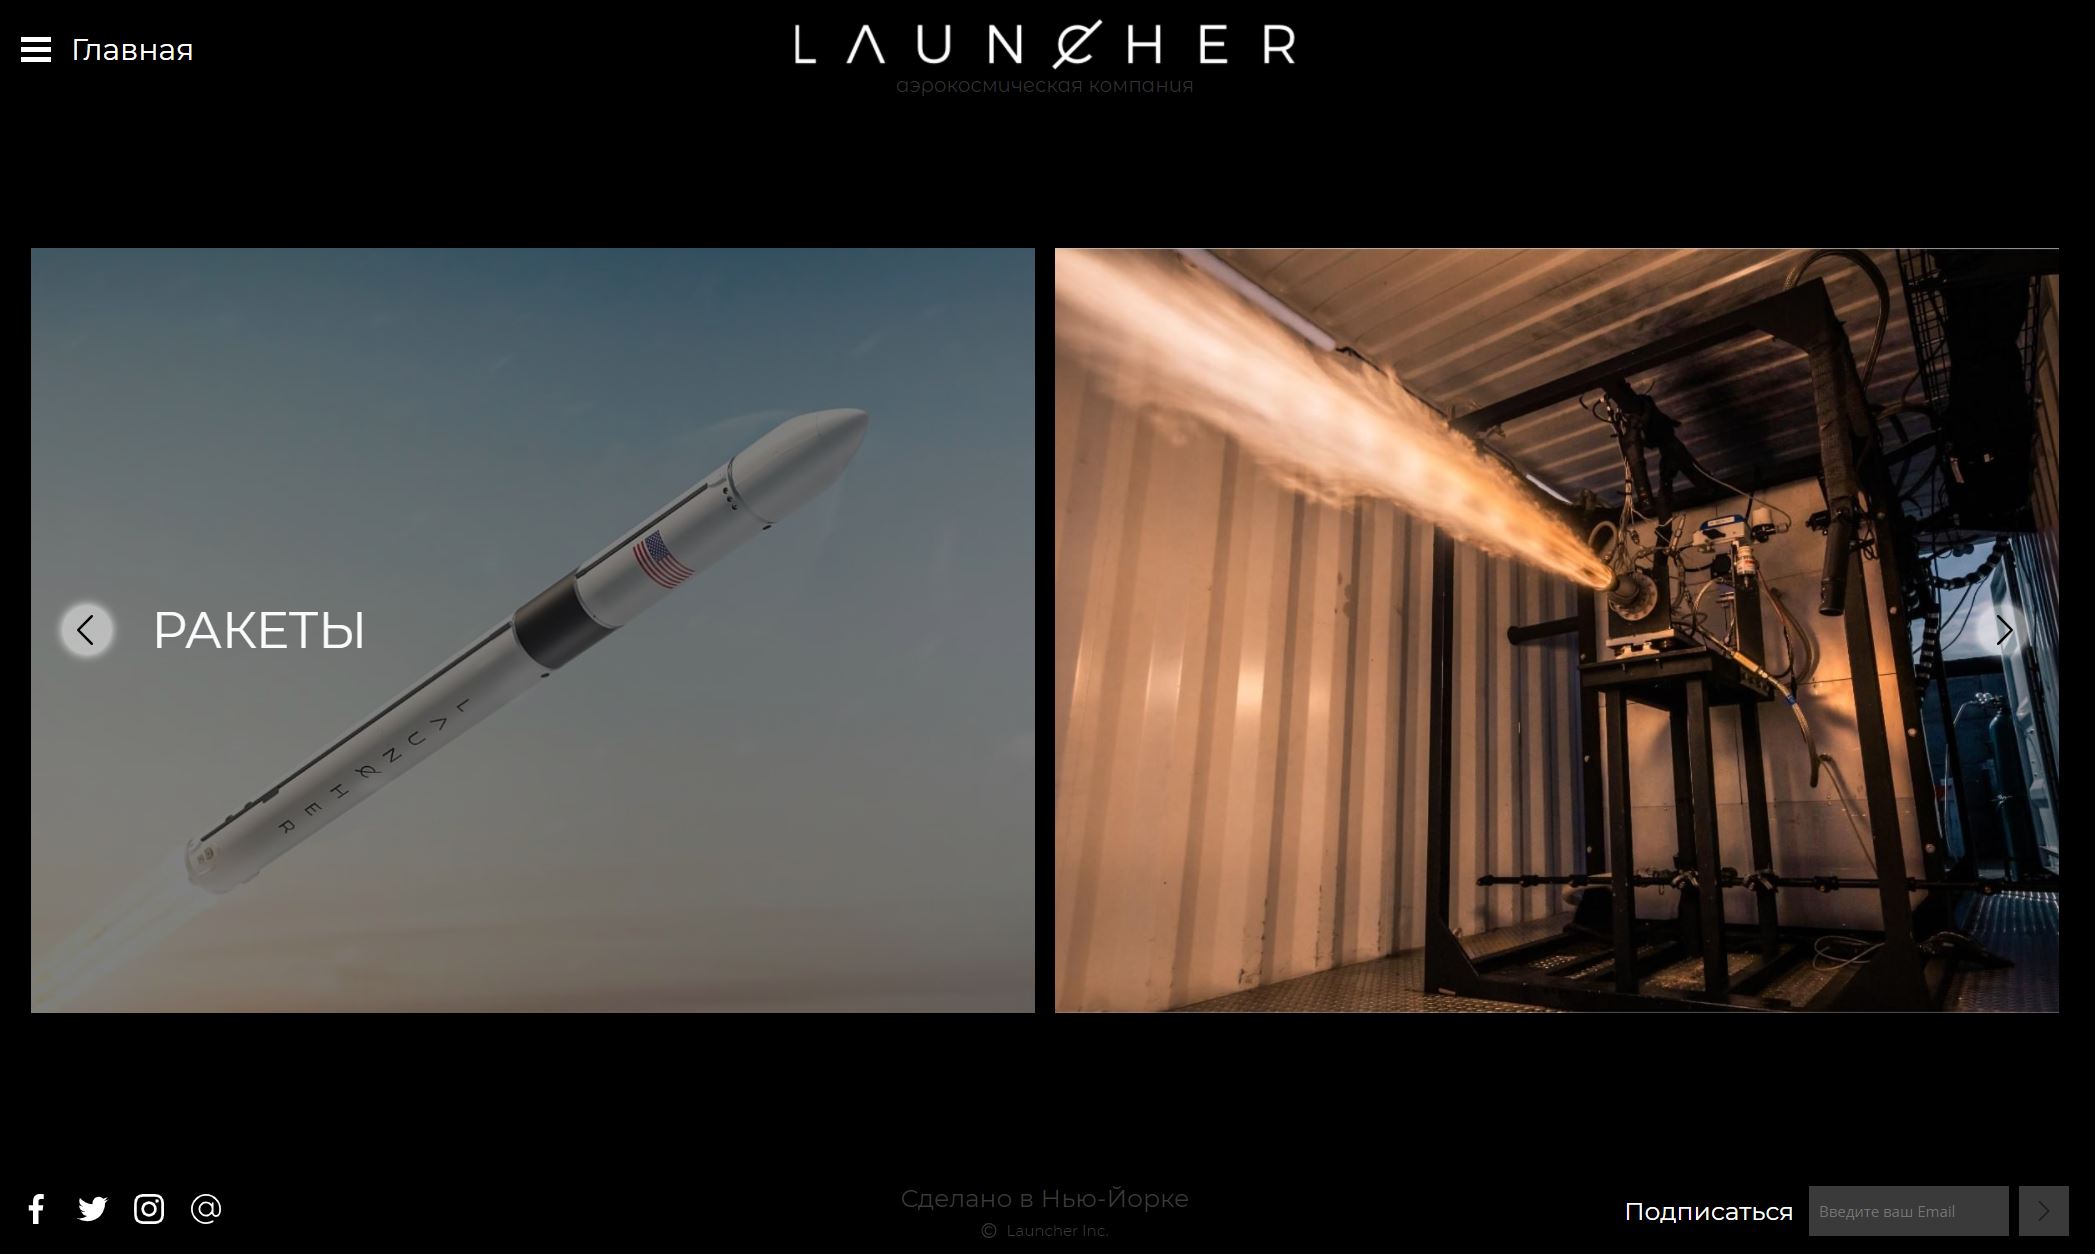 Главная
LAUNCHER
аэрокосмическая компания
РАКЕТЫ
LAUNCHER
Сделано в Нью-Йорке
© Launcher Inc.
Подписаться
Введите ваш Email